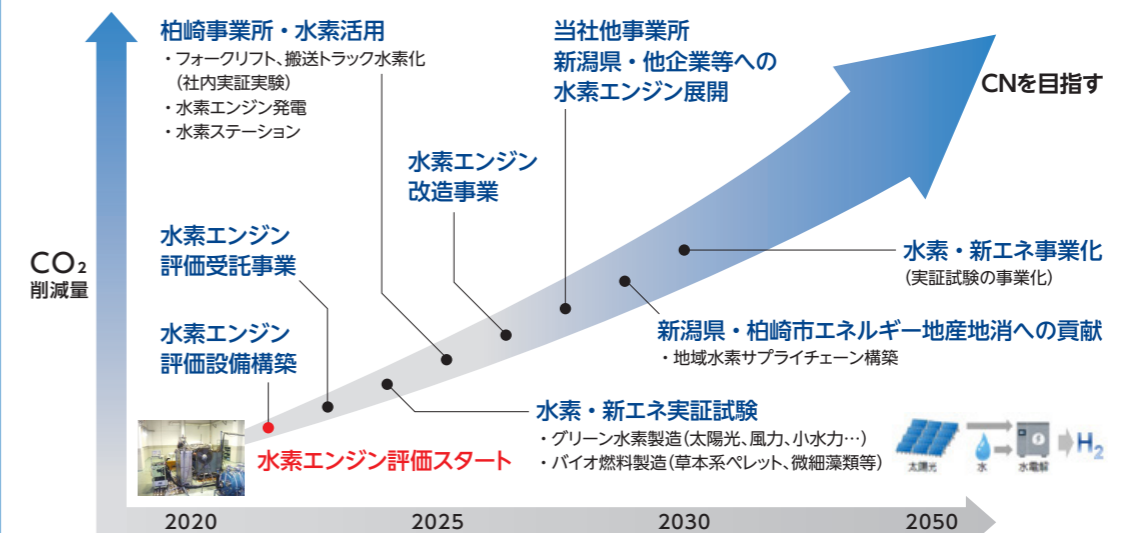 柏崎事業所・水素活用
・フォークリフト、搬送トラック水素化
（社内実証実験）
・水素エンジン発電
・水素ステーション
当社他事業所
新潟県・他企業等への
水素エンジン展開
CNを目指す
水素エンジン
改造事業
水素エンジン
評価受託事業
CO₂
削減量
水素・新エネ事業化
（実証試験の事業化）
水素エンジン
評価設備構築
新潟県・柏崎市エネルギー地産地消への貢献
・地域水素サプライチェーン構築
水素・新エネ実証試験
・グリーン水素製造（太陽光、風力、小水力…）
・バイオ燃料製造（草本系ペレット、微細藻類等）
水素エンジン評価スタート
太陽光
水
水電解
H₂
2020
2025
2030
2050